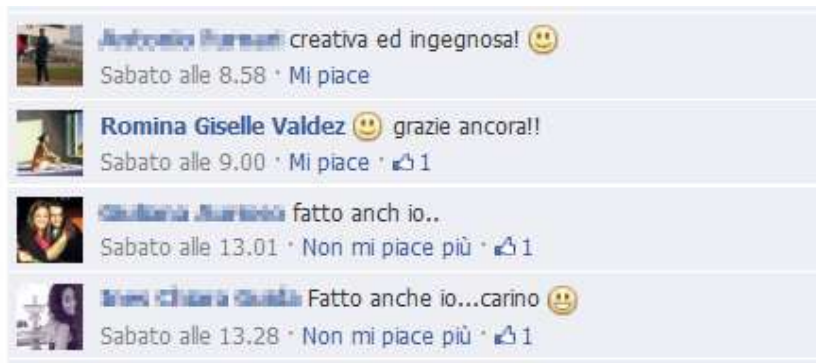 creativa ed ingegnosa!
Sabato alle 8.58 · Mi piace
Romina Giselle Valdez grazie ancora!!
Sabato alle 9.00 · Mi piace · 1
fatto anch io..
Sabato alle 13.01 · Non mi piace più · 1
Fatto anche io...carino
Sabato alle 13.28 · Non mi piace più · 1